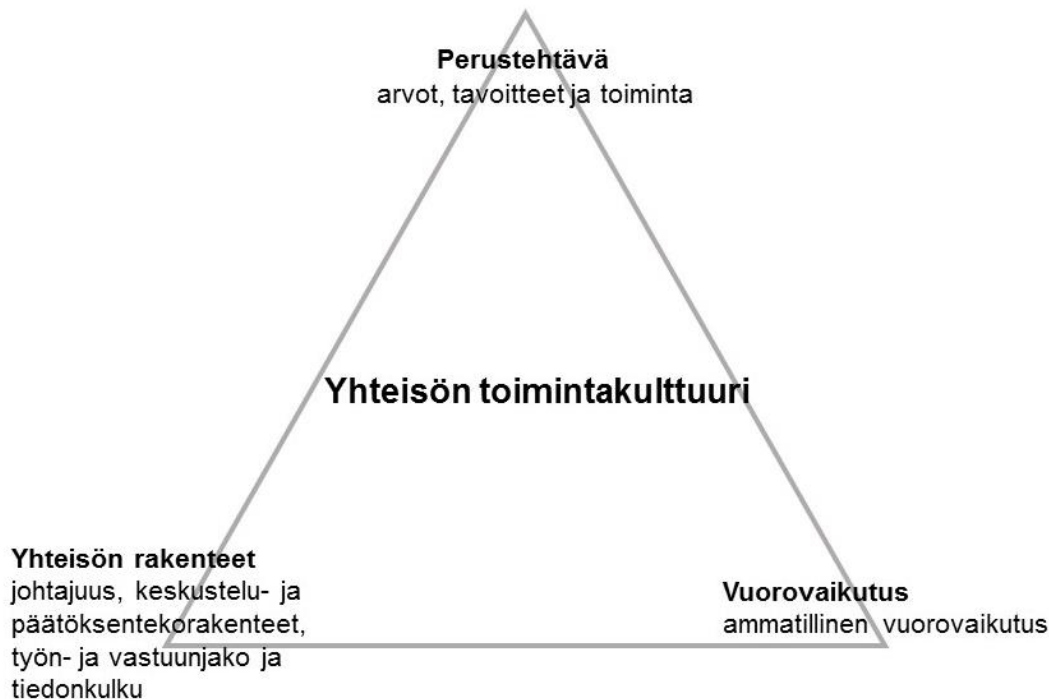 Perustehtävä
arvot, tavoitteet ja toiminta
Yhteisön toimintakulttuuri
Yhteisön rakenteet
johtajuus, keskustelu- ja
päätöksentekorakenteet,
työn- ja vastuunjako ja
tiedonkulku
Vuorovaikutus
ammatillinen vuorovaikutus